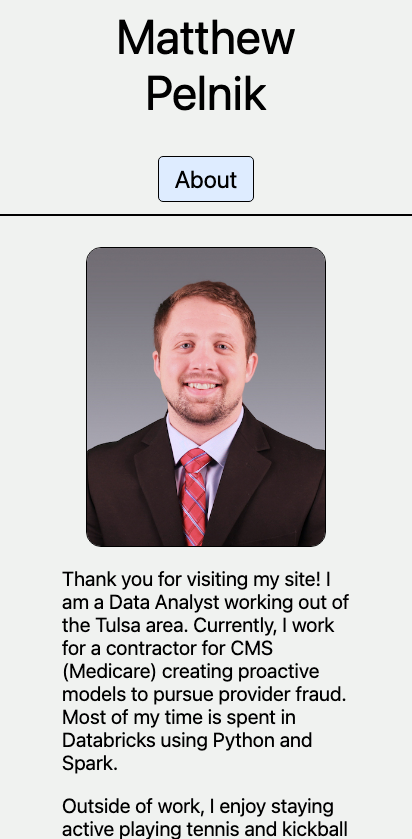 Matthew
Pelnik
About
Thank you for visiting my site! I
am a Data Analyst working out of
the Tulsa area. Currently, I work
for a contractor for CMS
(Medicare) creating proactive
models to pursue provider fraud.
Most of my time is spent in
Databricks using Python and
Spark.
Outside of work, I enjoy staying
active playing tennis and kickball